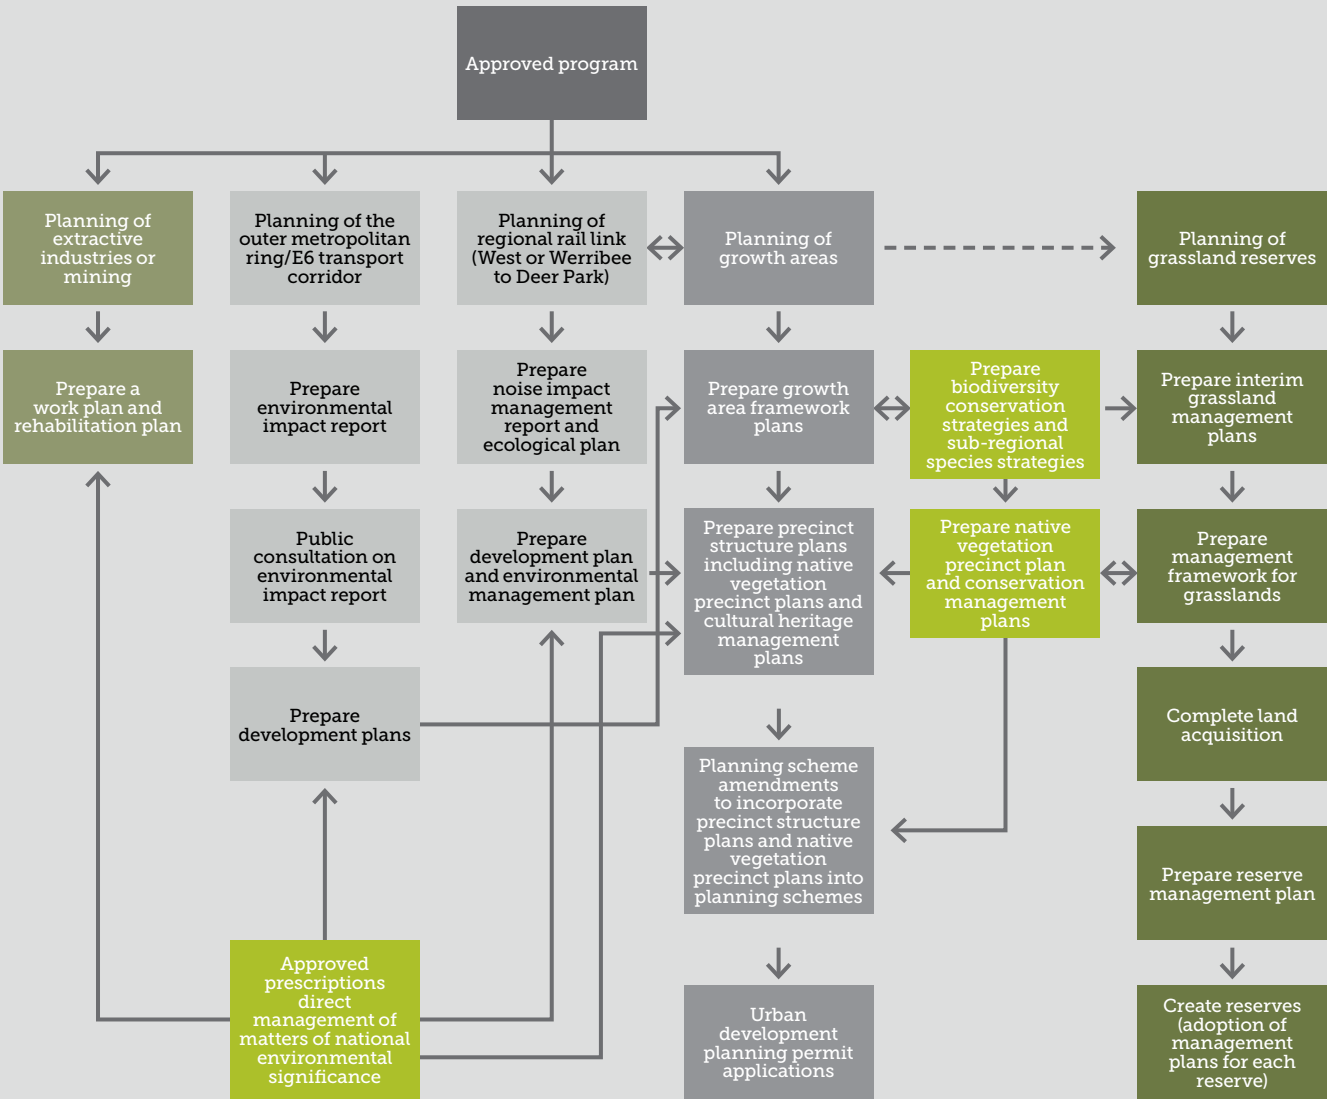 Approved program
Planning of
extractive
industries or
mining
Planning of the
outer metropolitan
ring/E6 transport
corridor
Planning of
regional rail link
(West or Werribee
to Deer Park)
Planning of
growth areas
Planning of
grassland reserves
Prepare a
work plan and
rehabilitation plan
Prepare
environmental
impact report
Prepare
noise impact
management
report and
ecological plan
Prepare growth
area framework
plans
Prepare
biodiversity
conservation
strategies and
sub-regional
species strategies
Prepare interim
grassland
management
plans
Public
consultation on
environmental
impact report
Prepare
development plan
and environmental
management plan
Prepare precinct
structure plans
including native
vegetation
precinct plans and
cultural heritage
management
plans
Prepare native
vegetation
precinct plan
and conservation
management
plans
Prepare
management
framework for
grasslands
Prepare
development plans
Complete land
acquisition
Planning scheme
amendments
to incorporate
precinct structure
plans and native
vegetation
precinct plans into
planning schemes
Prepare reserve
management plan
Approved
prescriptions
direct
management of
matters of national
environmental
significance
Urban
development
planning permit
applications
Create reserves
(adoption of
management
plans for each
reserve)